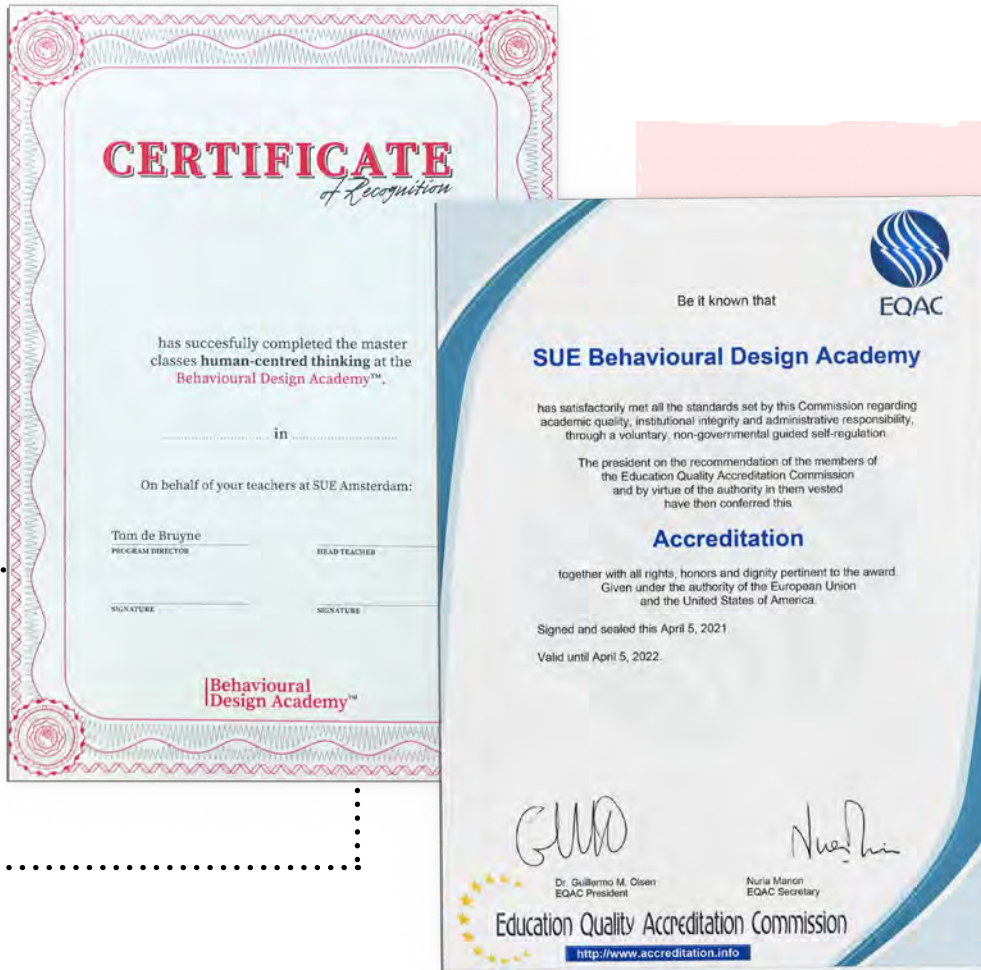 CERTIFICATE
of Recognition
has succesfully completed the master
classes human-centred thinking at the
Behavioural Design Academy™.
in
On behalf of your teachers at SUE Amsterdam:
Tom de Bruyne
PROGRAM DIRECTOR
HEAD TEACHER
SIGNATURE
SIGNATURE
Behavioural
Design Academy™
EQAC
Be it known that
SUE Behavioural Design Academy
has satisfactorily met all the standards set by this Commission regarding
academic quality, institutional integrity and administrative responsibility,
through a voluntary, non-governmental guided self-regulation
The president on the recommendation of the members of
the Education Quality Accreditation Commission
and by virtue of the authority in them vested
have then conferred this
Accreditation
together with all rights, honors and dignity pertinent to the award.
Given under the authority of the European Union
and the United States of America.
Signed and sealed this April 5, 2021
Valid until April 5, 2022.
Dr. Guillermo M. Olsen
EQAC President
Nuria Marion
EQAC Secretary
Education Quality Accreditation Commission
http://www.accreditation.info